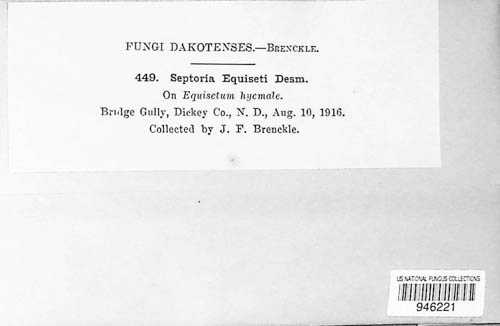 FUNGI DAKOTENSES.—BRENCKLE.
449. Septoria Equiseti Desm.
On Equisetum hyemale.
Bridge Gully, Dickey Co., N. D., Aug. 10, 1916.
Collected by J. F. Brenckle.
US NATIONAL FUNGUS COLLECTIONS
946221